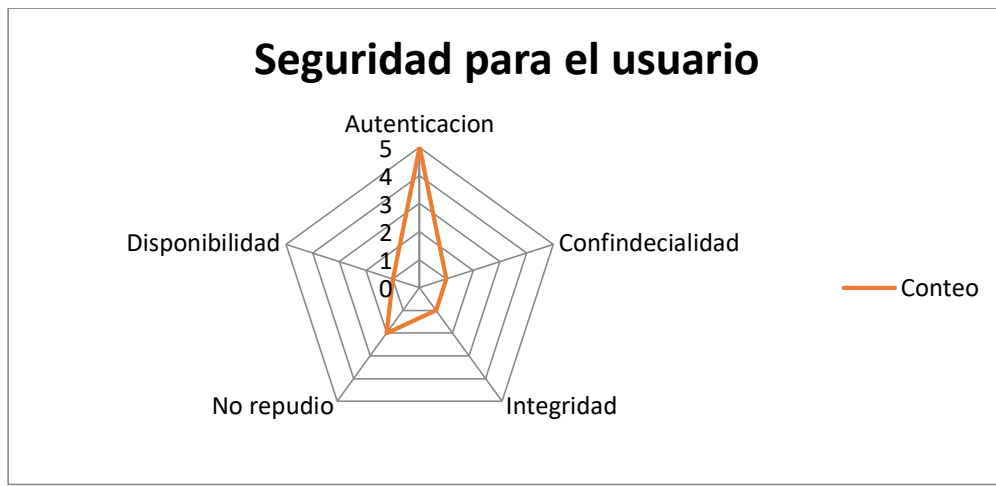 Seguridad para el usuario
Autenticacion
5
4
3
2
1
0
Disponibilidad
Confindecialidad
No repudio
Integridad
Conteo